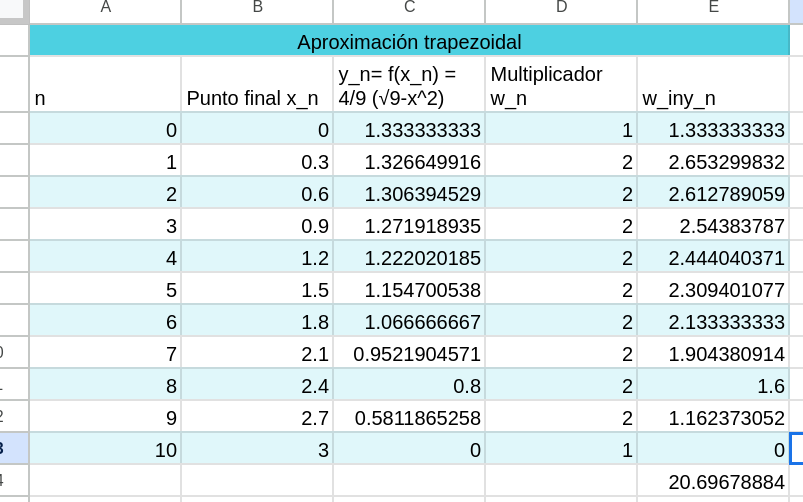 A B C D E
Aproximación trapezoidal
n Punto final x_n y_n= f(x_n) = 4/9 (√9-x^2) Multiplicador w_n w_iny_n
0 0 1.333333333 1 1.333333333
1 0.3 1.326649916 2 2.653299832
2 0.6 1.306394529 2 2.612789059
3 0.9 1.271918935 2 2.54383787
4 1.2 1.222020185 2 2.444040371
5 1.5 1.154700538 2 2.309401077
6 1.8 1.066666667 2 2.133333333
7 2.1 0.9521904571 2 1.904380914
8 2.4 0.8 2 1.6
9 2.7 0.5811865258 2 1.162373052
10 3 0 1 0
20.69678884